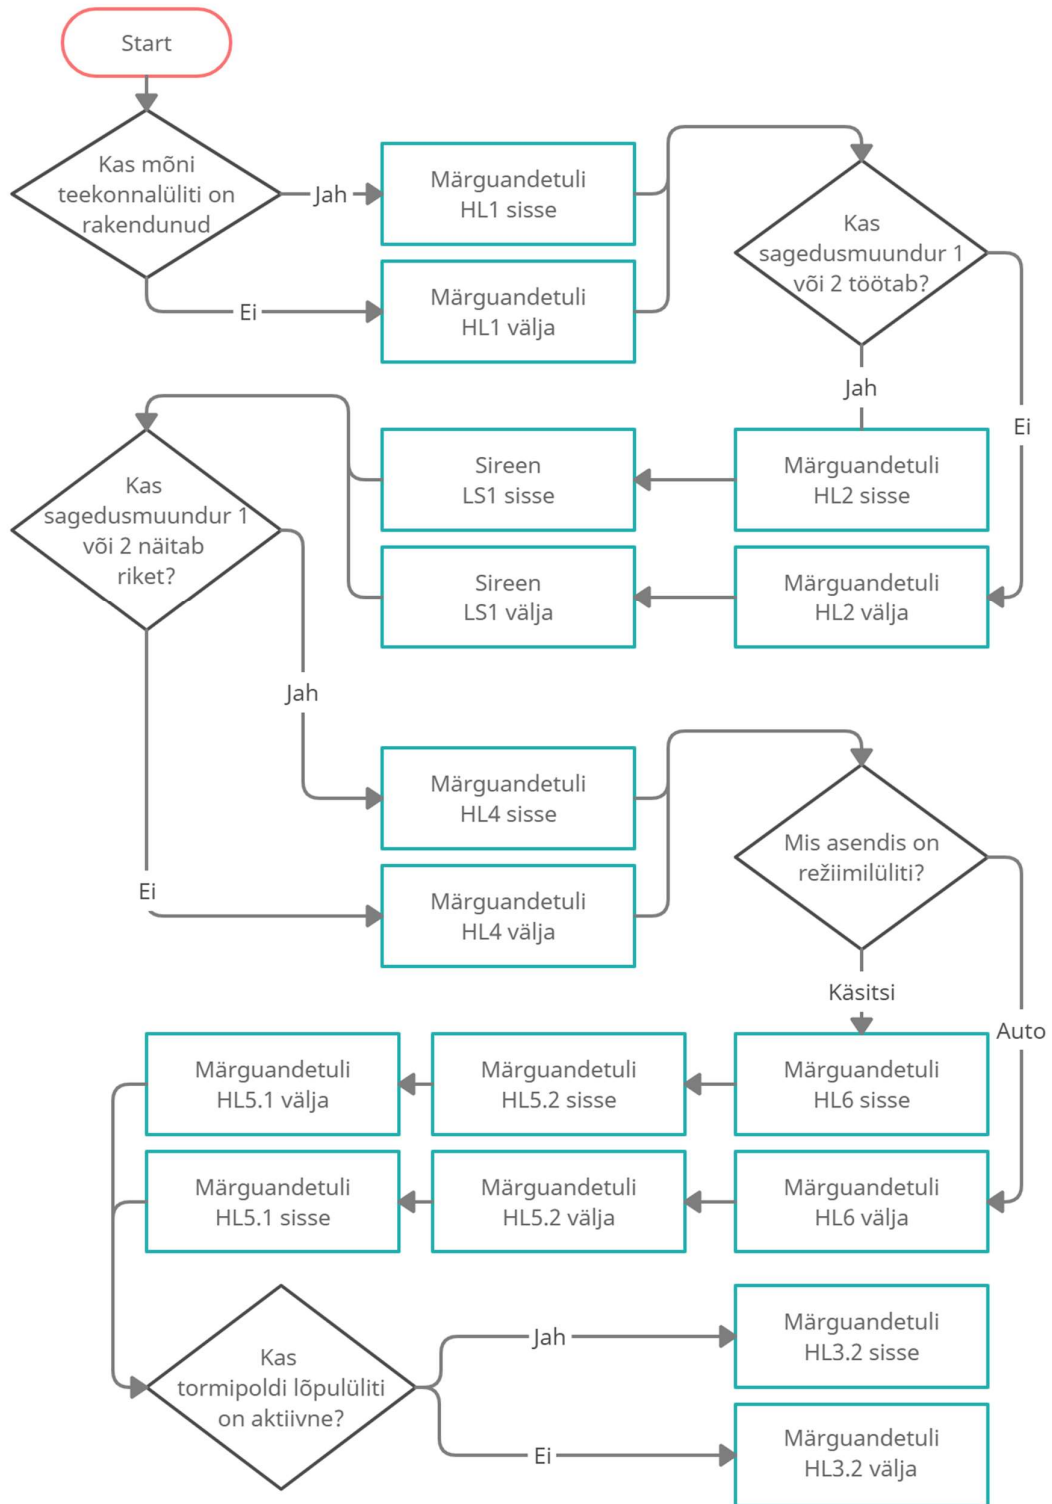 Start
Kas mõni
teekonnalüliti on
rakendunud
Jah
Märguandetuli
HL1 sisse
Ei
Märguandetuli
HL1 välja
Kas
sagedusmuundur 1
või 2 töötab?
Jah
Ei
Märguandetuli
HL2 sisse
Sireen
LS1 sisse
Märguandetuli
HL2 välja
Sireen
LS1 välja
Kas
sagedusmuundur 1
või 2 näitab
riket?
Jah
Märguandetuli
HL4 sisse
Ei
Märguandetuli
HL4 välja
Mis asendis on
režiimilüliti?
Käsitsi
Auto
Märguandetuli
HL6 sisse
Märguandetuli
HL5.2 sisse
Märguandetuli
HL5.1 välja
Märguandetuli
HL6 välja
Märguandetuli
HL5.2 välja
Märguandetuli
HL5.1 sisse
Kas
tormipoldi lõpulüliti
on aktiivne?
Jah
Märguandetuli
HL3.2 sisse
Ei
Märguandetuli
HL3.2 välja